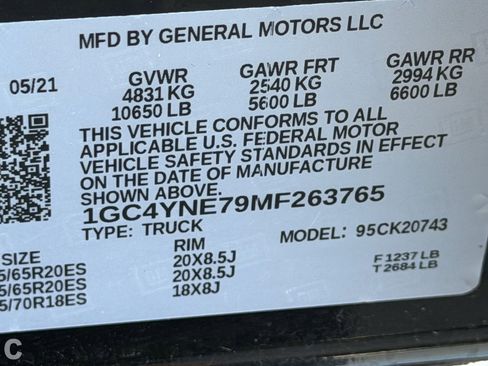 MFD BY GENERAL MOTORS LLC
05/21 GVWR GAWR FRT GAWR RR
4831 KG 2540 KG 2994 KG
10650 LB 5600 LB 6600 LB
THIS VEHICLE CONFORMS TO ALL
APPLICABLE U.S. FEDERAL MOTOR
VEHICLE SAFETY STANDARDS IN EFFECT
ON THE DATE OF MANUFACTURE
SHOWN ABOVE.
1GC4YNE79MF263765
TYPE: TRUCK MODEL: 95CK20743
SIZE RIM
5/65R20ES 20X8.5J F 1237 LB
5/65R20ES 20X8.5J T 2684 LB
5/70R18ES 18X8J
C